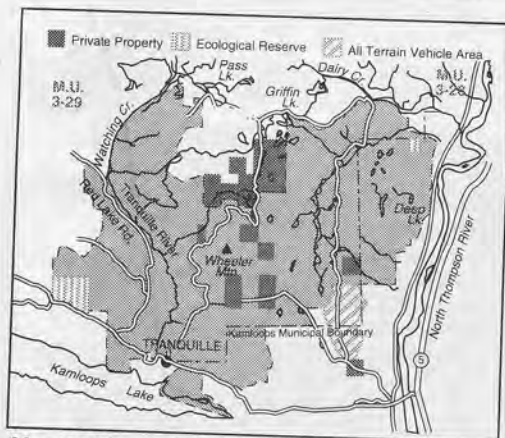 Private Property
Ecological Reserve
All Terrain Vehicle Area
M.U.
3-29
Pass
Lk.
Griffin
Lk.
Dairy Cr.
M.U.
3-28
Watching Cr.
Red Lake Rd.
Tranquille River
Deep
Lk.
Wheeler
Mtn.
North Thompson River
Kamloops Municipal Boundary
TRANQUILLE
Kamloops Lake
5